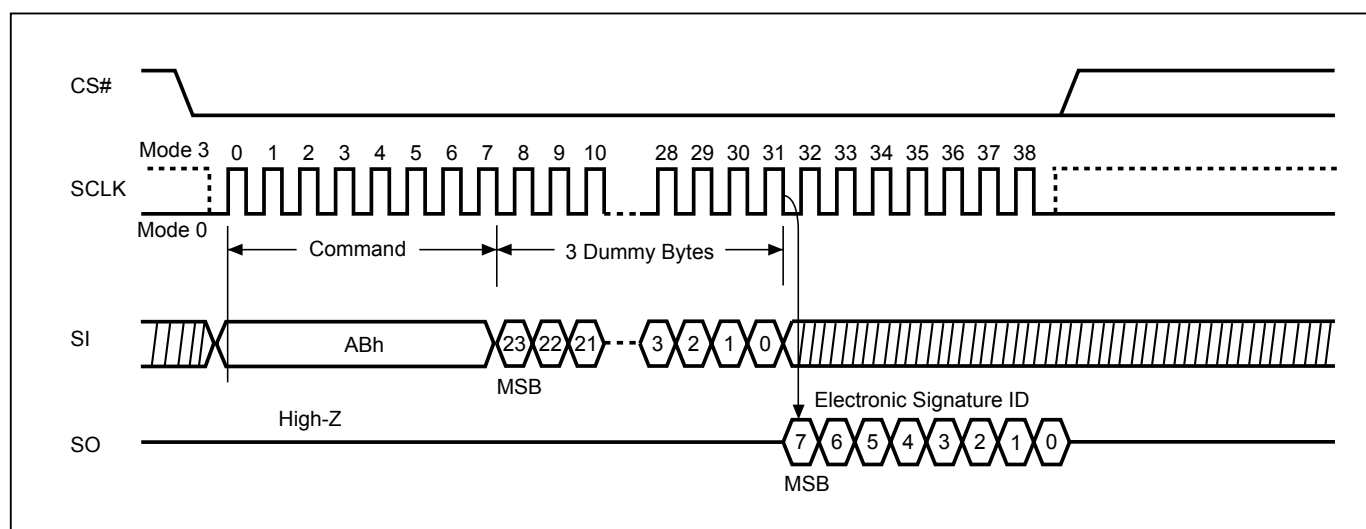 CS#
Mode 3
0 1 2 3 4 5 6 7 8 9 10 28 29 30 31 32 33 34 35 36 37 38
SCLK
Mode 0
Command 3 Dummy Bytes
SI ABh 23 22 21 3 2 1 0
MSB
Electronic Signature ID
High-Z
SO 7 6 5 4 3 2 1 0
MSB